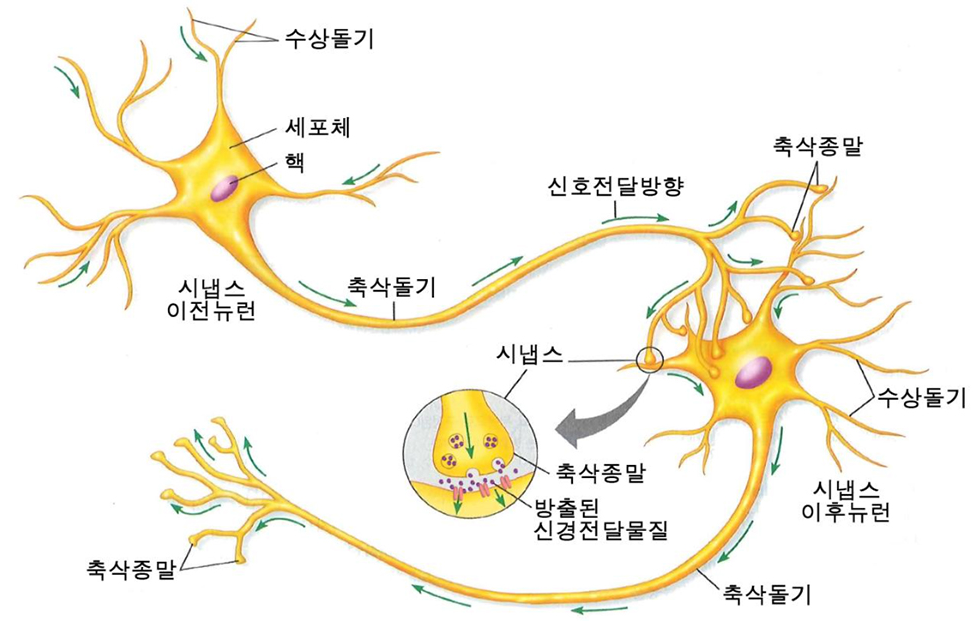 수상돌기
세포체
핵
축삭종말
신호전달방향
시냅스
이전뉴런
축삭돌기
시냅스
수상돌기
축삭종말
방출된
신경전달물질
시냅스
이후뉴런
축삭종말
축삭돌기